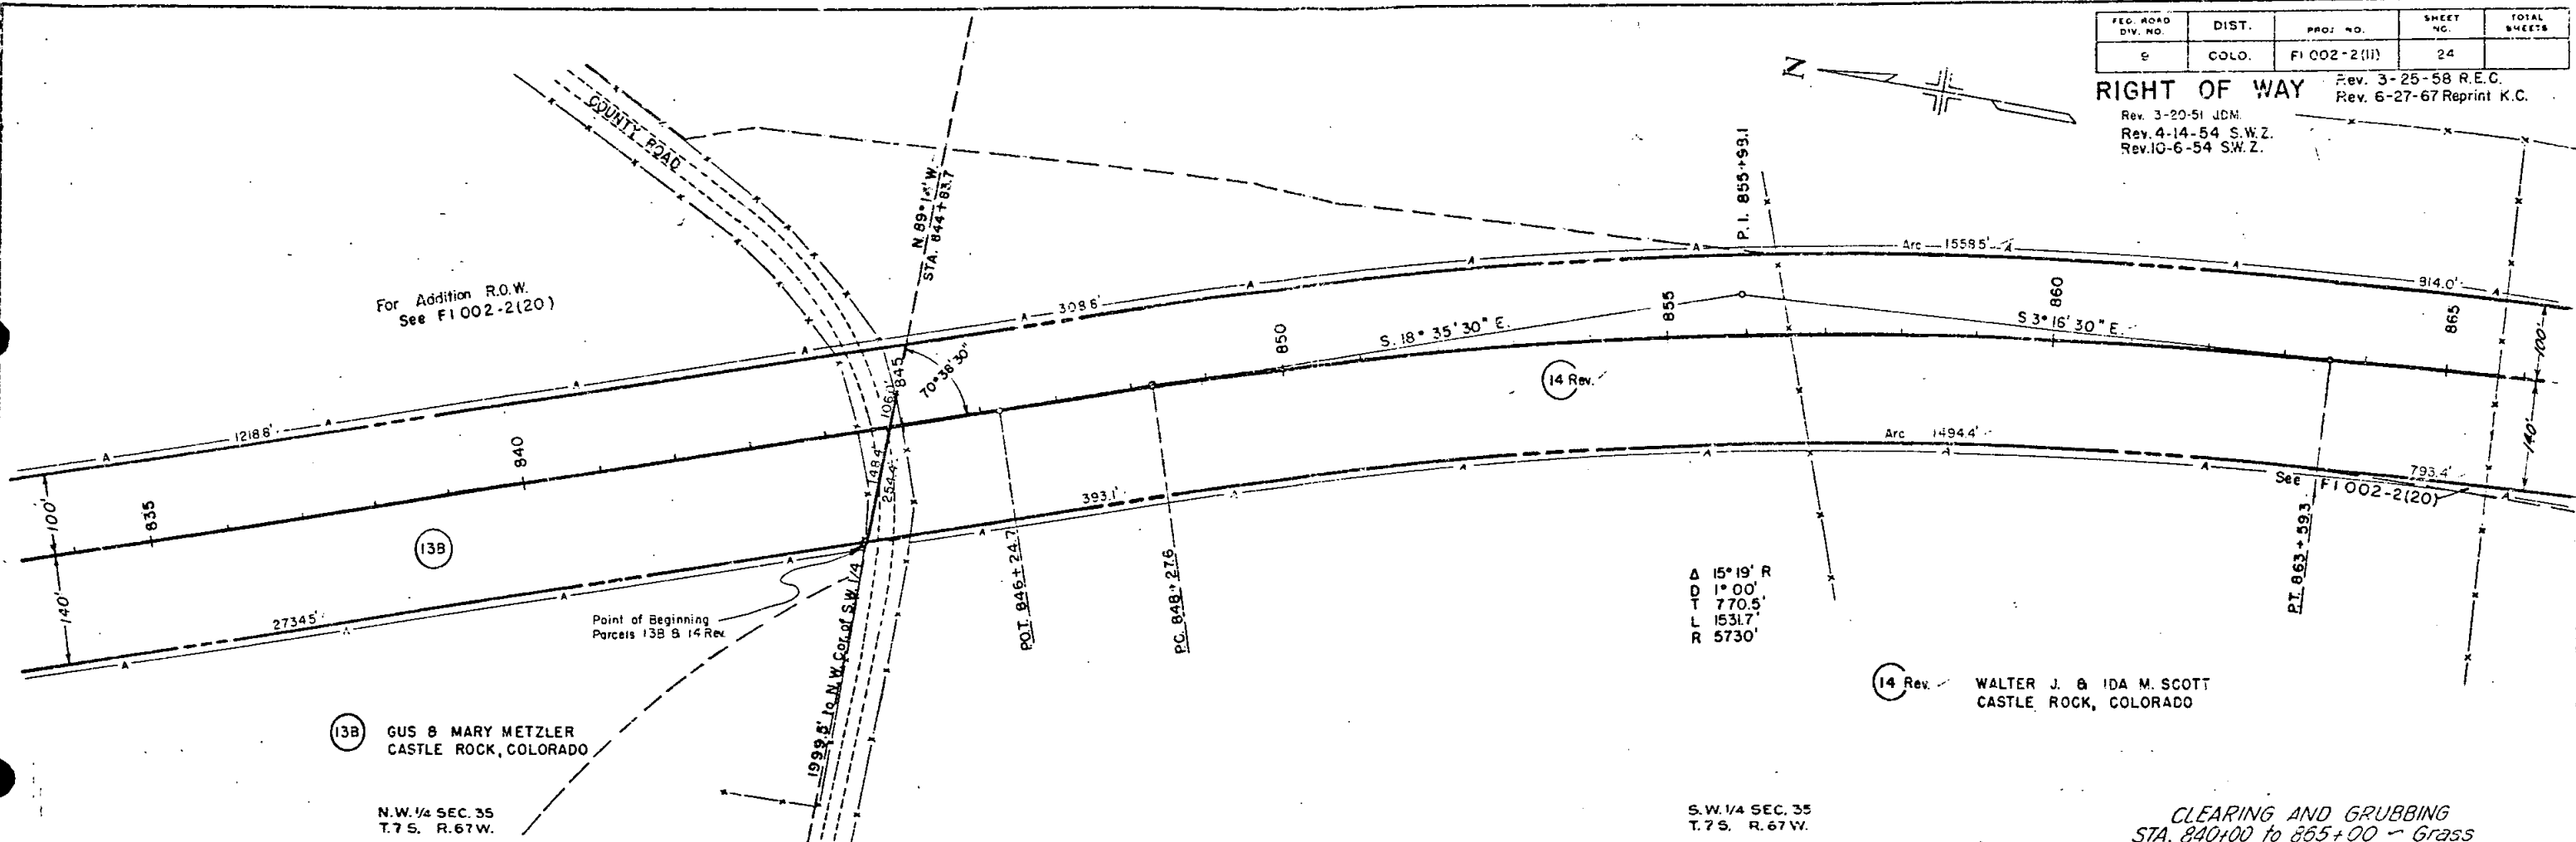 FED. ROAD DIV. NO.
DIST.
PROJ NO.
SHEET NO.
TOTAL SHEETS
9
COLO.
FI 002-2(11)
24
RIGHT OF WAY
Rev. 3-25-58 R.E.C.
Rev. 6-27-67 Reprint K.C.
Rev. 3-20-51 JDM.
Rev. 4-14-54 S.W.Z.
Rev. 10-6-54 S.W.Z.
N
COUNTY ROAD
For Addition R.O.W.
See FI 002-2(20)
STA. 844+83.7
P.I. 855+98.1
Arc 1558.5'
914.0'
308.6'
1218.8'
S. 18° 35' 30" E.
S 3° 16' 30" E.
70° 38' 30"
835
840
845
850
855
860
865
106.1'
148.4'
254.4'
100'
140'
100'
140'
13B
14 Rev.
Arc 1494.4'
793.4'
See FI 002-2(20)
393.1'
2734.5'
Point of Beginning
Parcels 13B & 14 Rev.
1999.8' to N.W. Cor. of S.W. 1/4
P.O.T. 846+24.7
P.C. 848+27.6
P.T. 863+59.3
Δ 15° 19' R
D 1° 00'
T 770.5'
L 1531.7'
R 5730'
13B GUS & MARY METZLER
CASTLE ROCK, COLORADO
14 Rev. WALTER J. & IDA M. SCOTT
CASTLE ROCK, COLORADO
N.W. 1/4 SEC. 35
T. 7 S. R. 67 W.
S.W. 1/4 SEC. 35
T. 7 S. R. 67 W.
CLEARING AND GRUBBING
STA. 840+00 to 865+00 ~ Grass